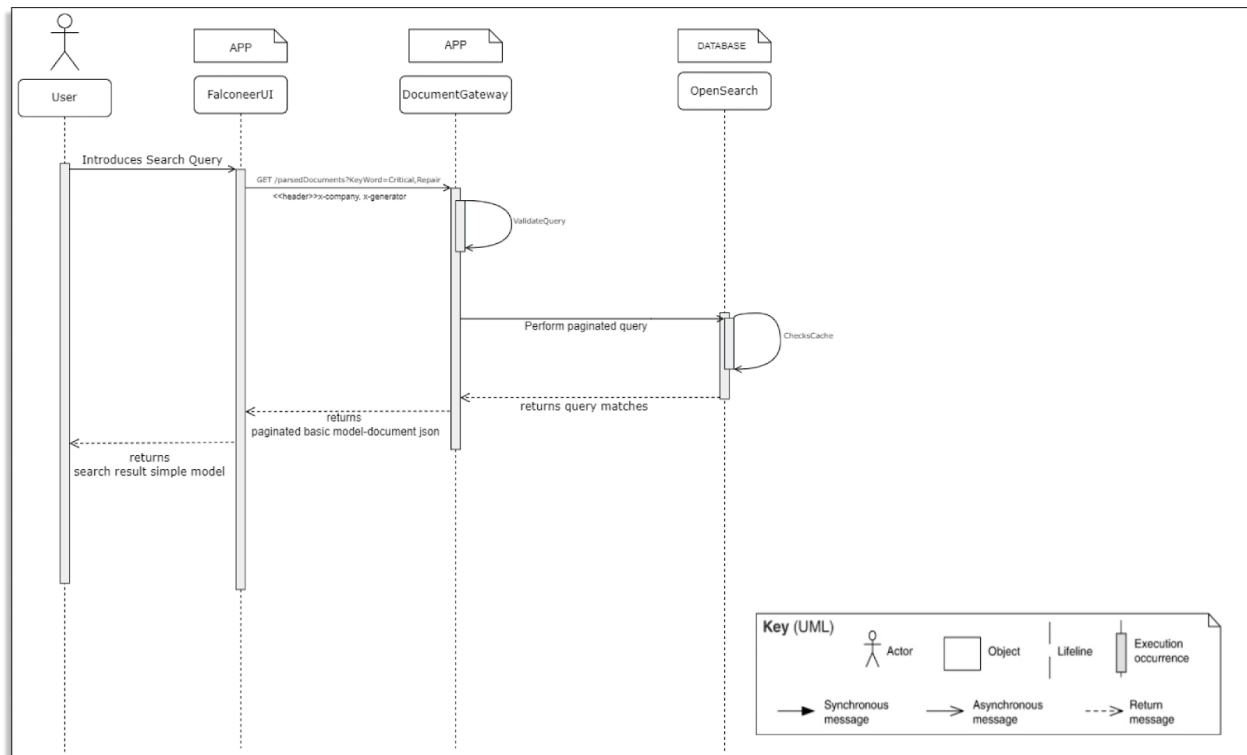 APP
APP
DATABASE
User
FalconeerUI
DocumentGateway
OpenSearch
Introduces Search Query
GET /parsedDocuments?KeyWord=Critical,Repair
<<header>>x-company, x-generator
ValidateQuery
Perform paginated query
ChecksCache
returns query matches
returns
paginated basic model-document json
returns
search result simple model
Key (UML)
Actor
Object
Lifeline
Execution
occurrence
Synchronous
message
Asynchronous
message
Return
message